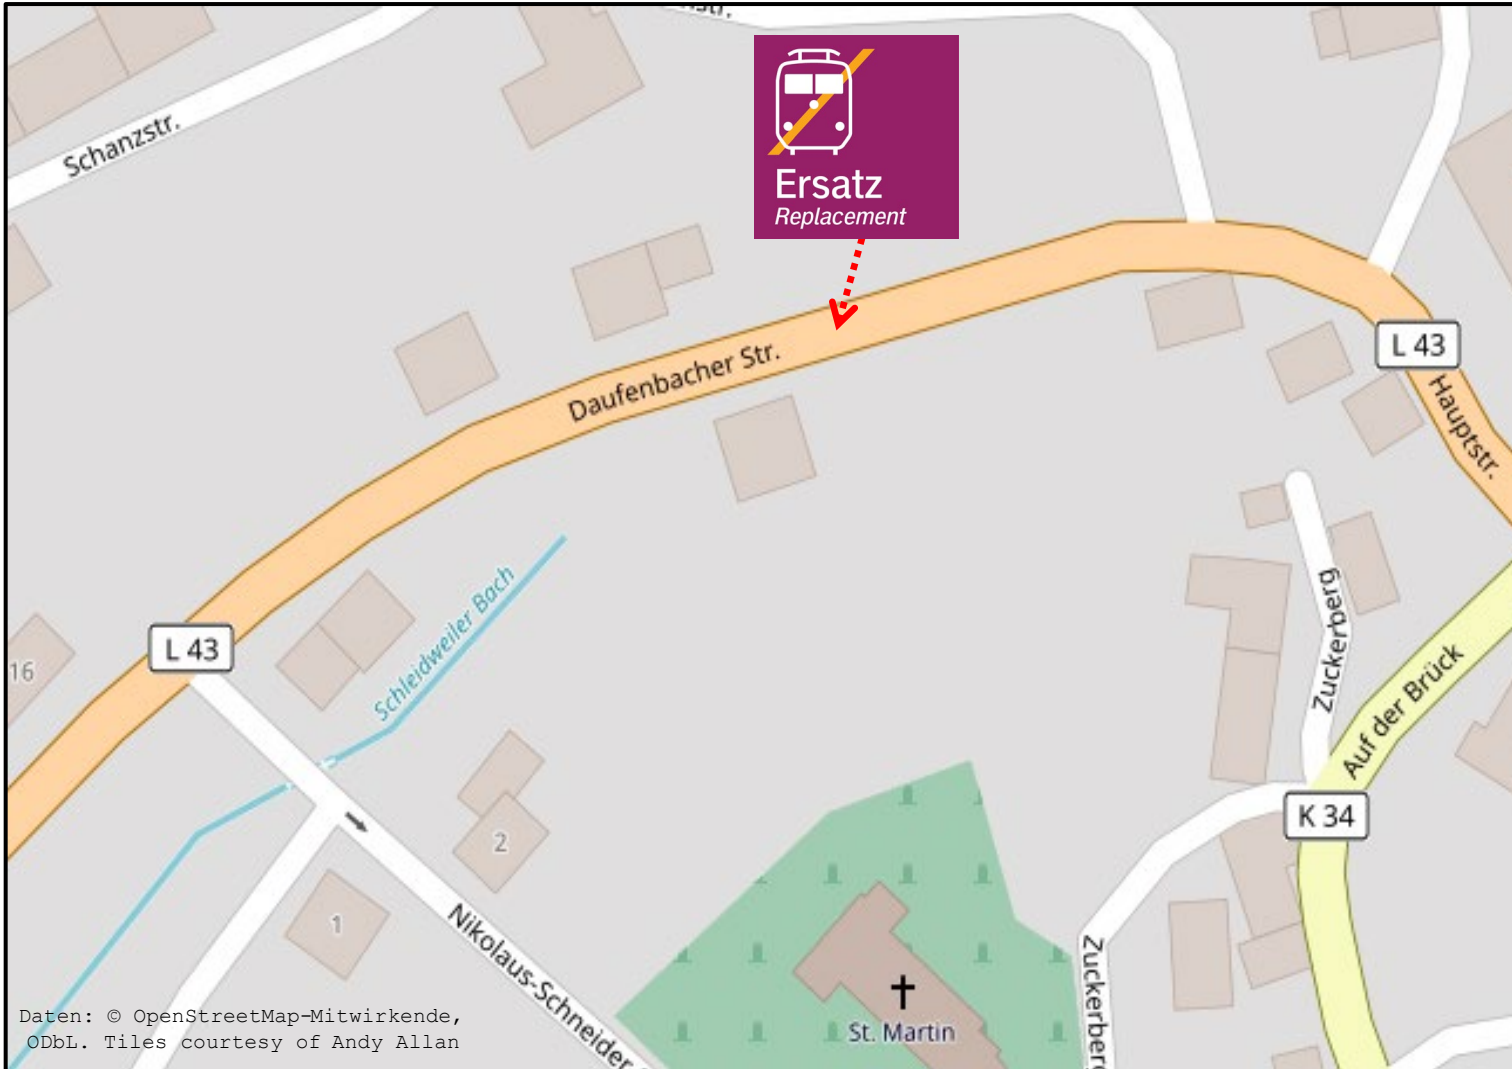 str.
Schanzstr.
Ersatz
Replacement
L 43
Daufenbacher Str.
Hauptstr.
Schleidweiler Bach
Zuckerberg
L 43
16
Auf der Brück
K 34
2
1
Nikolaus-Schneider
Zuckerberg
St. Martin
Daten: © OpenStreetMap-Mitwirkende,
ODbL. Tiles courtesy of Andy Allan